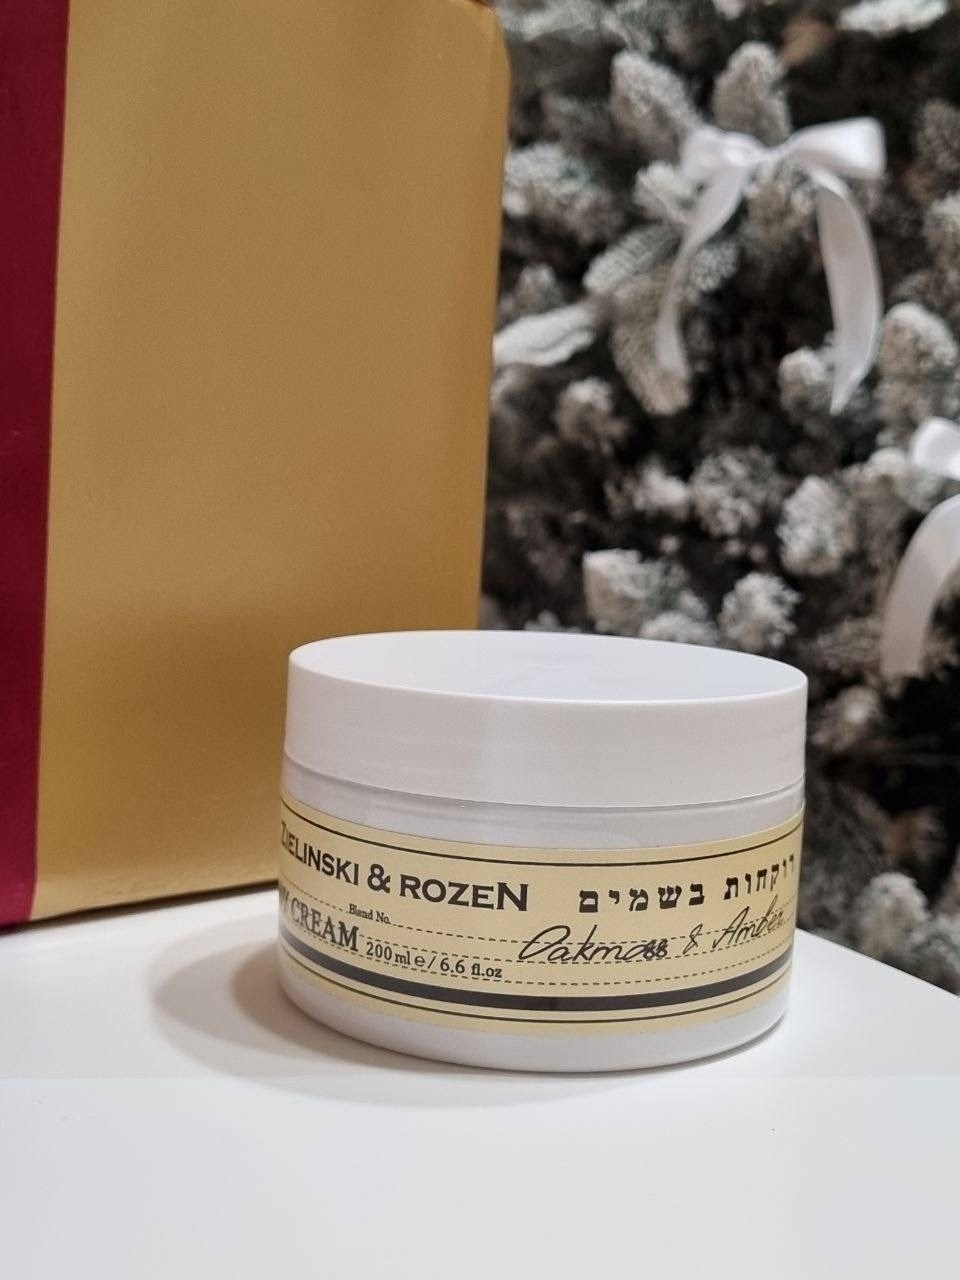 ZIELINSKI & ROZEN
רוקחות בשמים
Blend No.
Oakmoss & Amber
CREAM 200 ml e / 6.6 fl.oz